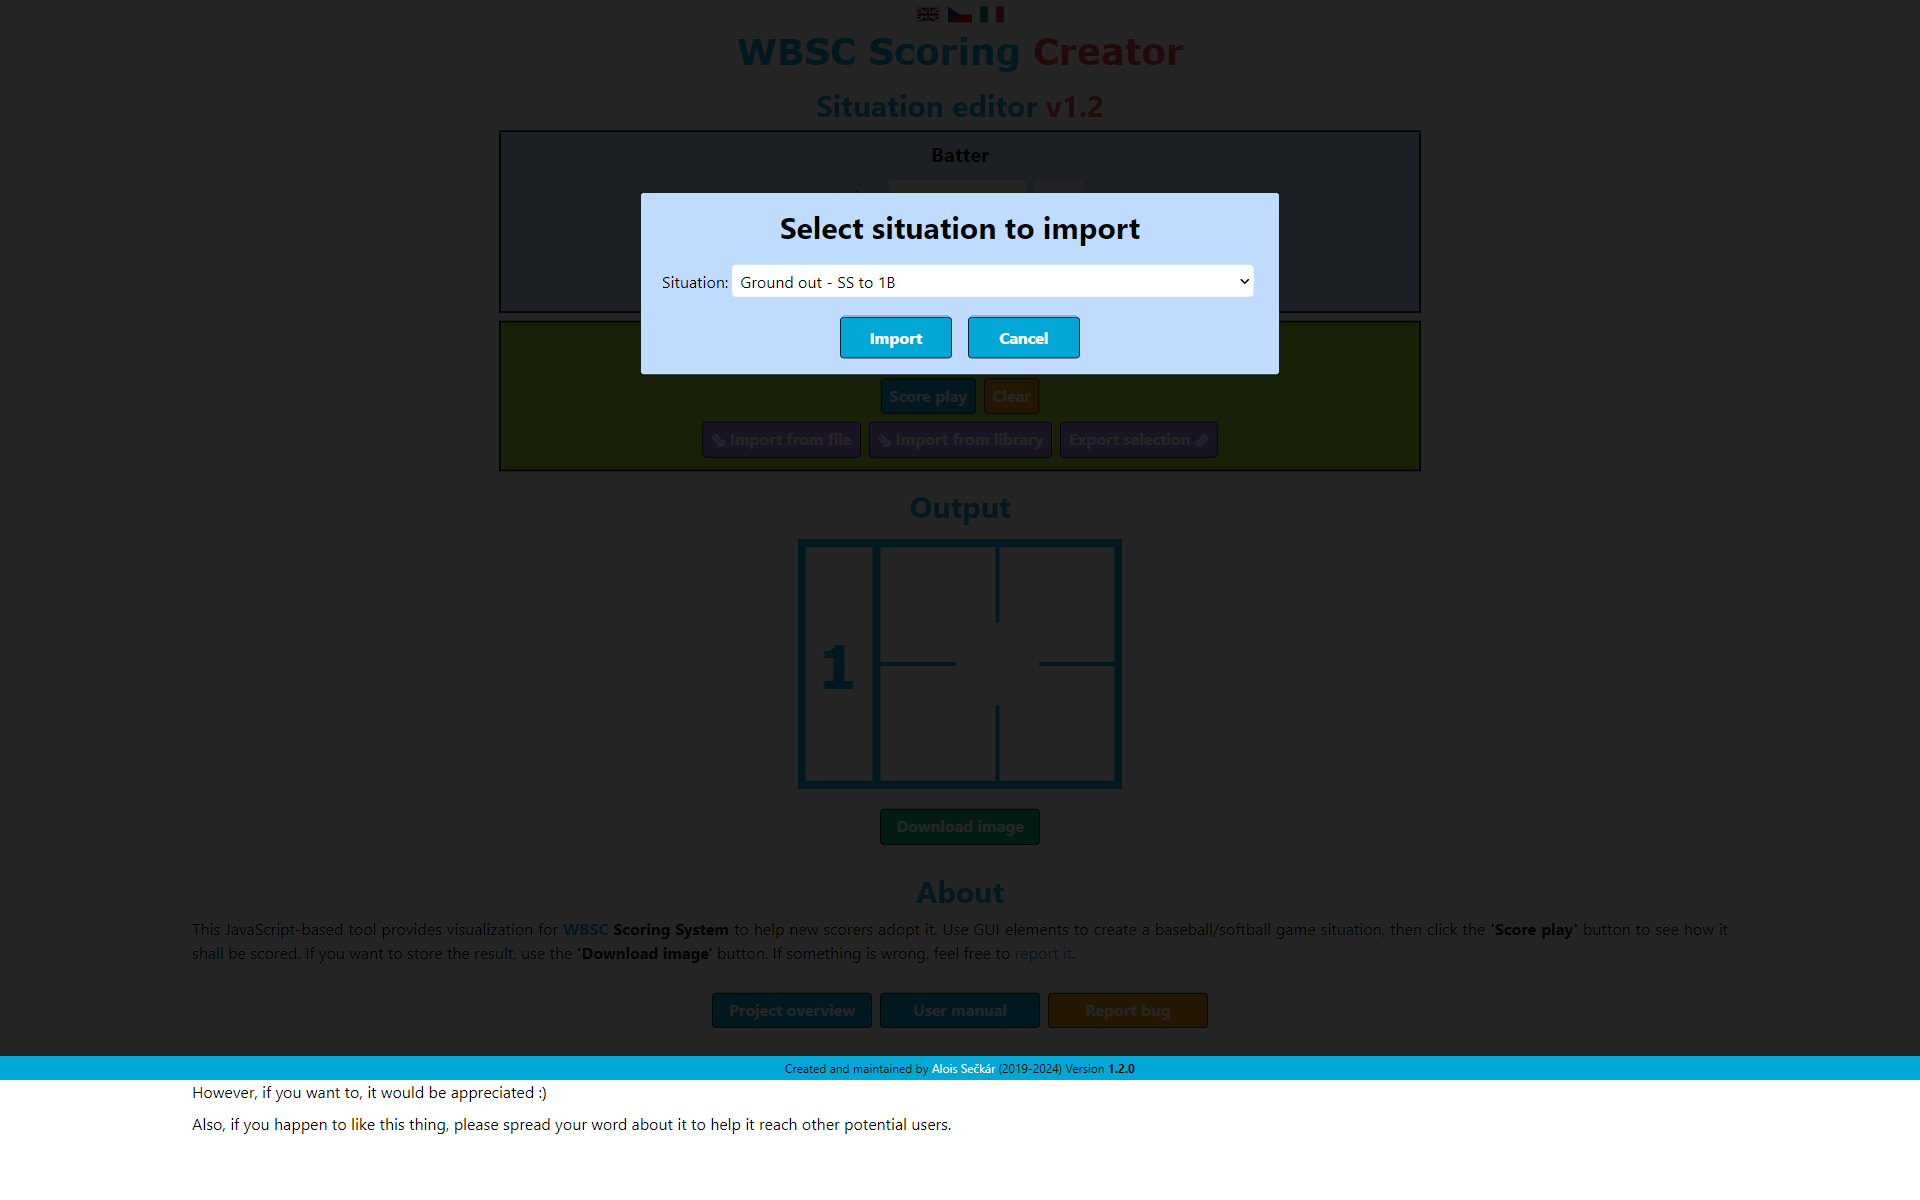 WBSC Scoring Creator
Situation editor v1.2
Batter
Select situation to import
Situation: Ground out - SS to 1B
Import Cancel
Score play Clear
⇘ Import from file ⇘ Import from library Export selection ⇗
Output
1
Download image
About
This JavaScript-based tool provides visualization for WBSC Scoring System to help new scorers adopt it. Use GUI elements to create a baseball/softball game situation, then click the 'Score play' button to see how it
shall be scored. If you want to store the result, use the 'Download image' button. If something is wrong, feel free to report it.
Project overview User manual Report bug
Created and maintained by Alois Sečkár (2019-2024) Version 1.2.0
However, if you want to, it would be appreciated :)
Also, if you happen to like this thing, please spread your word about it to help it reach other potential users.